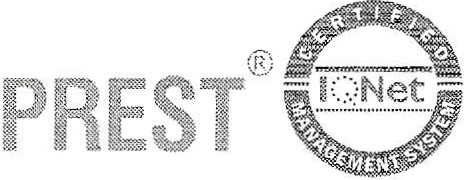 PREST ®
CERTIFIED
IQNet
MANAGEMENT SYSTEM